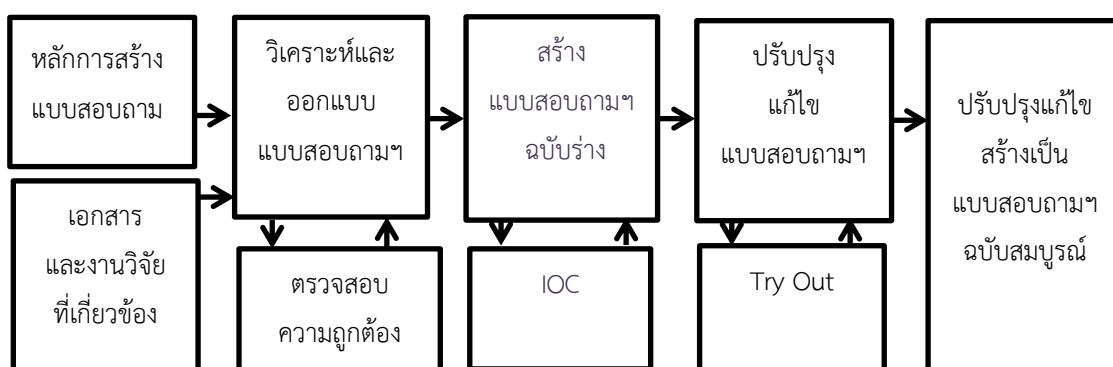 หลักการสร้าง
แบบสอบถาม
เอกสาร
และงานวิจัย
ที่เกี่ยวข้อง
วิเคราะห์และ
ออกแบบ
แบบสอบถามฯ
ตรวจสอบ
ความถูกต้อง
สร้าง
แบบสอบถามฯ
ฉบับร่าง
IOC
ปรับปรุง
แก้ไข
แบบสอบถามฯ
Try Out
ปรับปรุงแก้ไข
สร้างเป็น
แบบสอบถามฯ
ฉบับสมบูรณ์